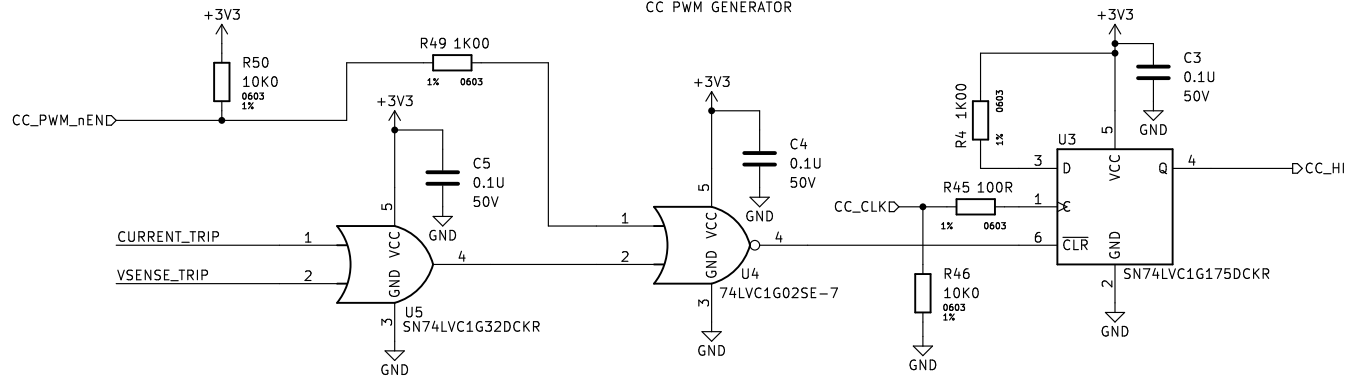 CC PWM GENERATOR
+3V3
R50
10K0
0603
1%
CC_PWM_nEN
R49 1K00
1% 0603
+3V3
C5
0.1U
50V
GND
5
VCC
CURRENT_TRIP
1
VSENSE_TRIP
2
4
GND
3
U5
SN74LVC1G32DCKR
GND
+3V3
C4
0.1U
50V
GND
5
VCC
1
2
4
GND
3
U4
74LVC1G02SE-7
GND
+3V3
C3
0.1U
50V
GND
R4 1K00
1% 0603
U3
5
VCC
3
D
Q
4
CC_HI
CC_CLK
R45 100R
1% 0603
1
C
6
CLR
GND
2
SN74LVC1G175DCKR
GND
R46
10K0
0603
1%
GND